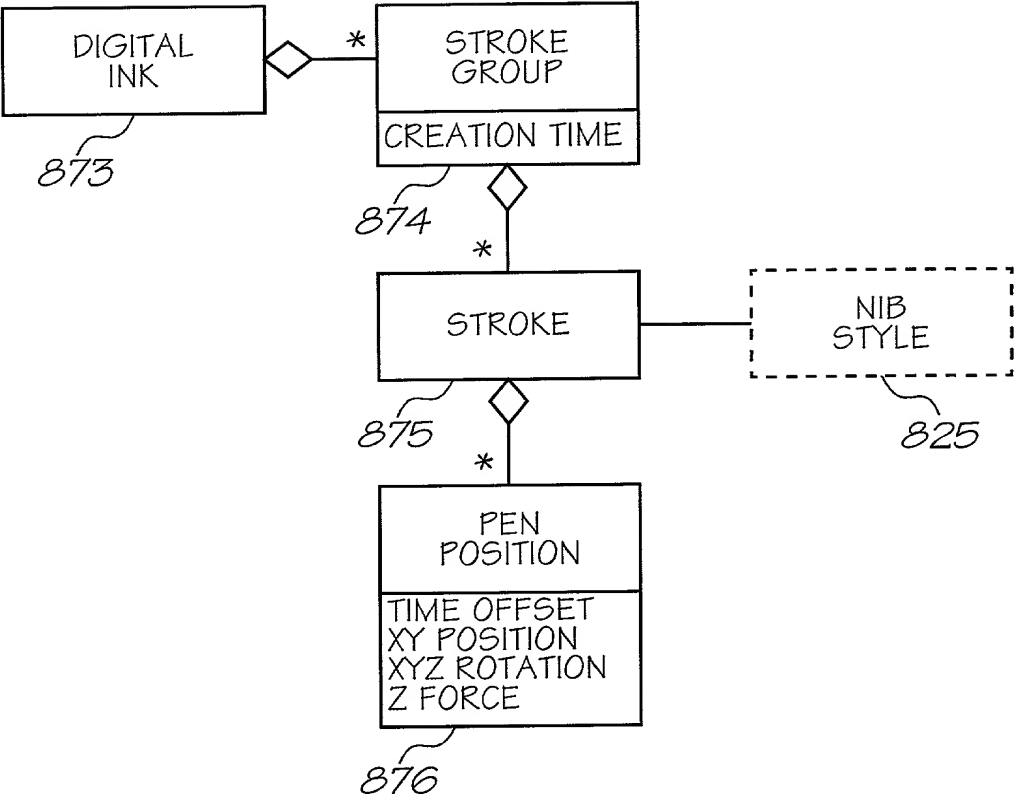 DIGITAL
INK
*
STROKE
GROUP
CREATION TIME
873
874
*
STROKE
NIB
STYLE
875
825
*
PEN
POSITION
TIME OFFSET
XY POSITION
XYZ ROTATION
Z FORCE
876